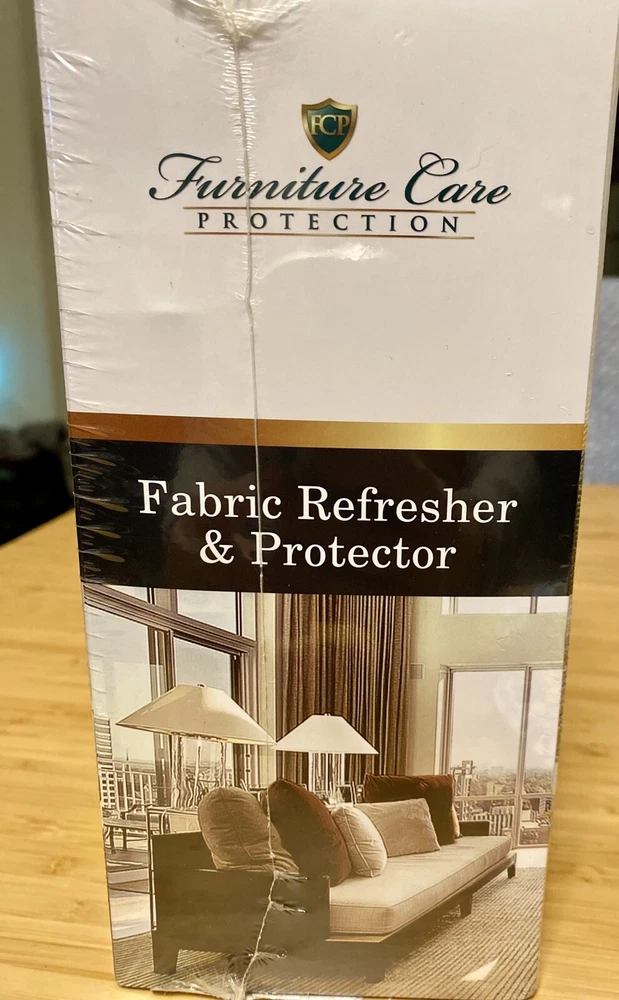 FCP
Furniture Care
PROTECTION
Fabric Refresher
& Protector